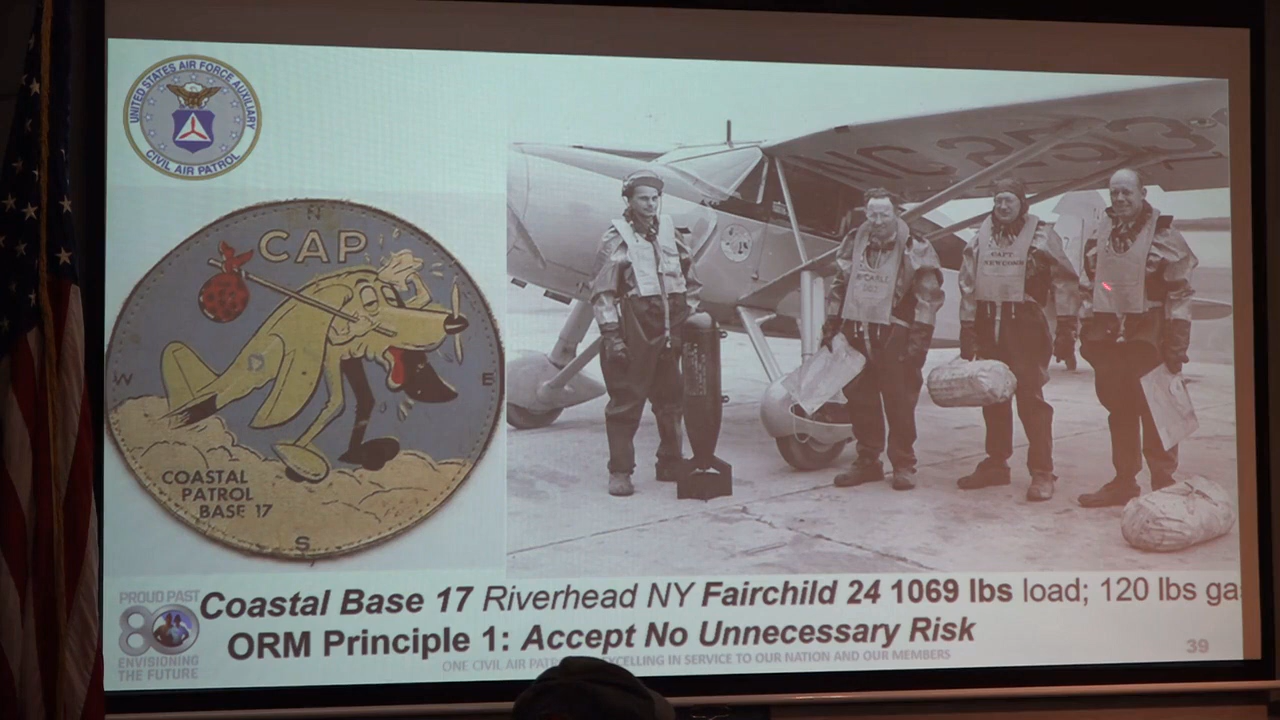 UNITED STATES AIR FORCE AUXILIARY
CIVIL AIR PATROL
N
CAP
W
E
COASTAL
PATROL
BASE 17
S
CAPT.
PROUD PAST
80
ENVISIONING
THE FUTURE
Coastal Base 17 Riverhead NY Fairchild 24 1069 lbs load; 120 lbs ga
ORM Principle 1: Accept No Unnecessary Risk
ONE CIVIL AIR EXCELLING IN SERVICE TO OUR NATION AND OUR MEMBERS
39